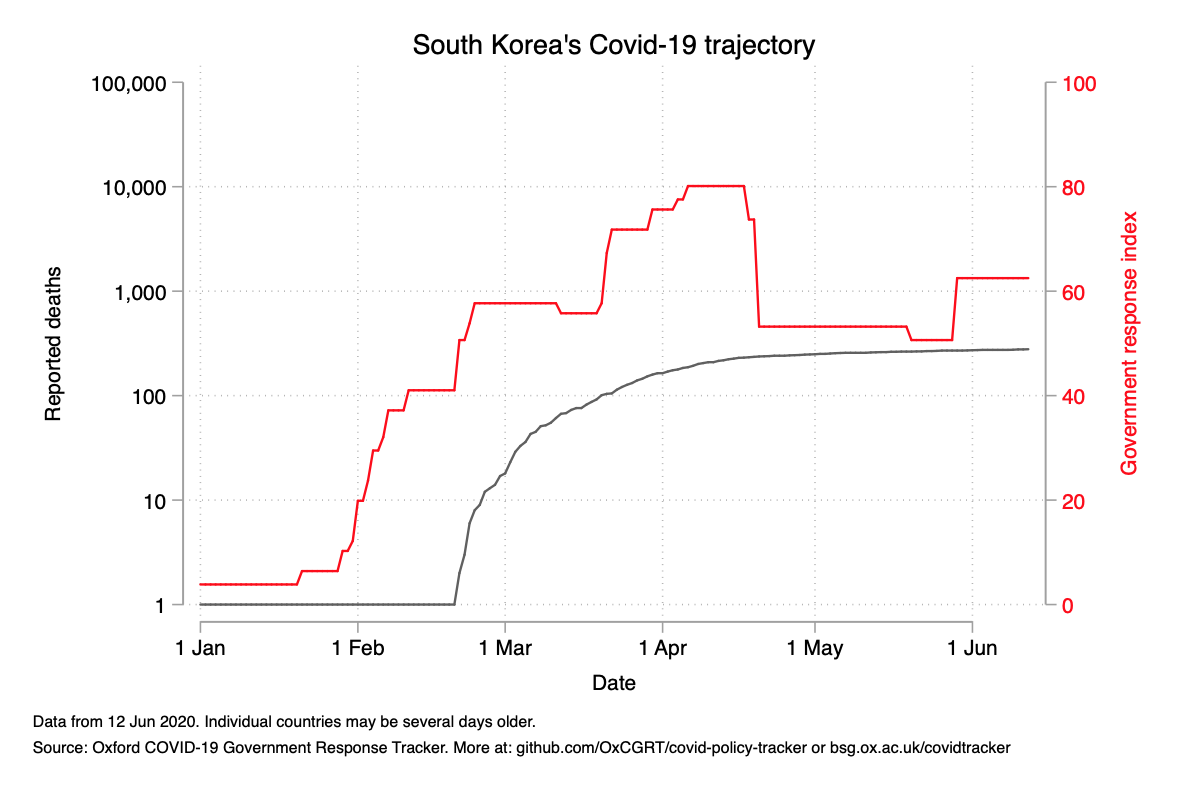 South Korea's Covid-19 trajectory
100,000
10,000
1,000
100
10
1
Reported deaths
100
80
60
40
20
0
Government response index
1 Jan 1 Feb 1 Mar 1 Apr 1 May 1 Jun
Date
Data from 12 Jun 2020. Individual countries may be several days older.
Source: Oxford COVID-19 Government Response Tracker. More at: github.com/OxCGRT/covid-policy-tracker or bsg.ox.ac.uk/covidtracker